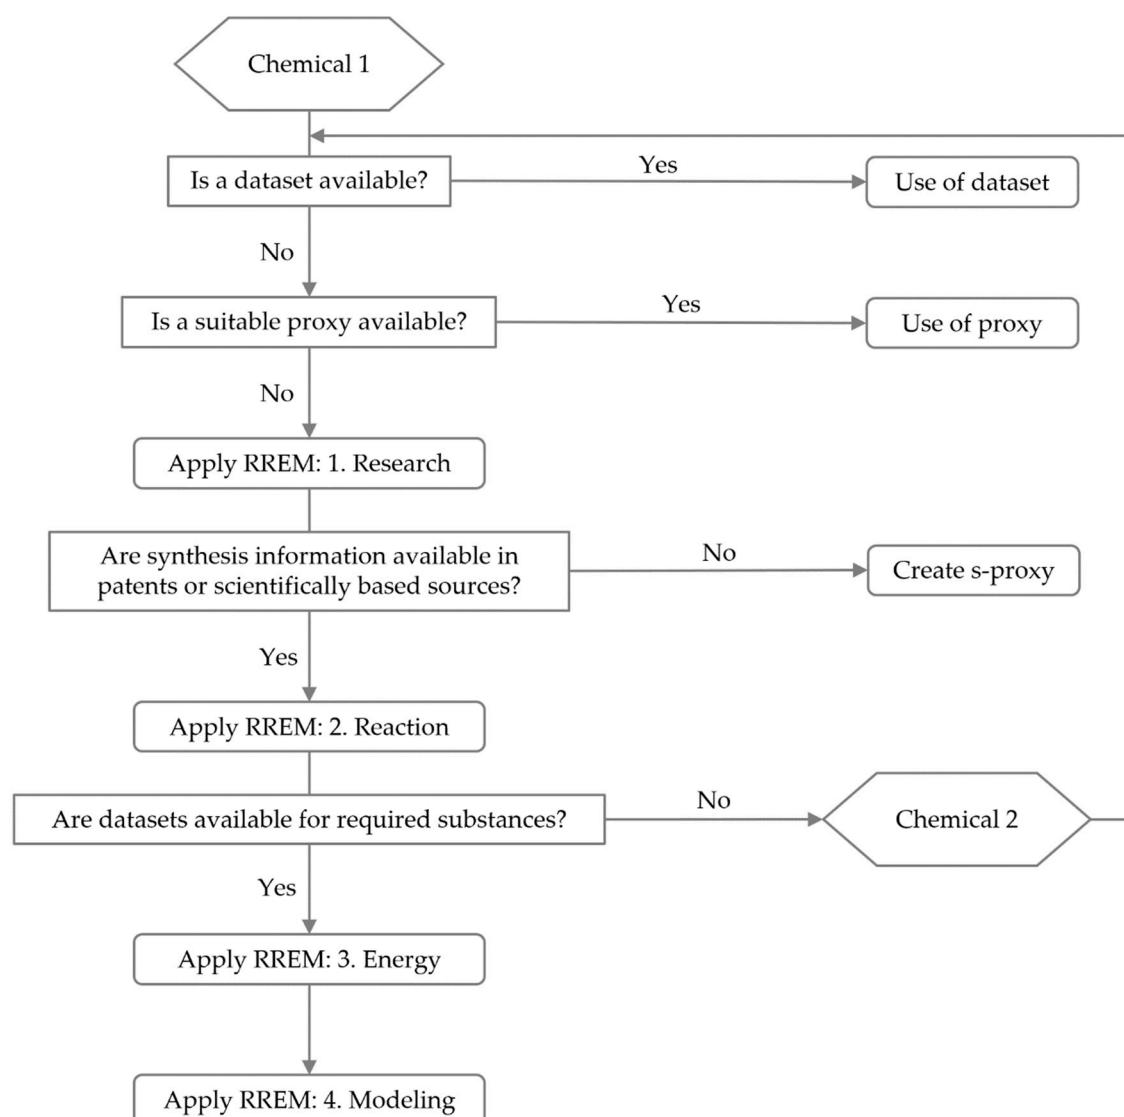 Chemical 1
Is a dataset available?
Yes
Use of dataset
No
Is a suitable proxy available?
Yes
Use of proxy
No
Apply RREM: 1. Research
Are synthesis information available in
patents or scientifically based sources?
No
Create s-proxy
Yes
Apply RREM: 2. Reaction
Are datasets available for required substances?
No
Chemical 2
Yes
Apply RREM: 3. Energy
Apply RREM: 4. Modeling